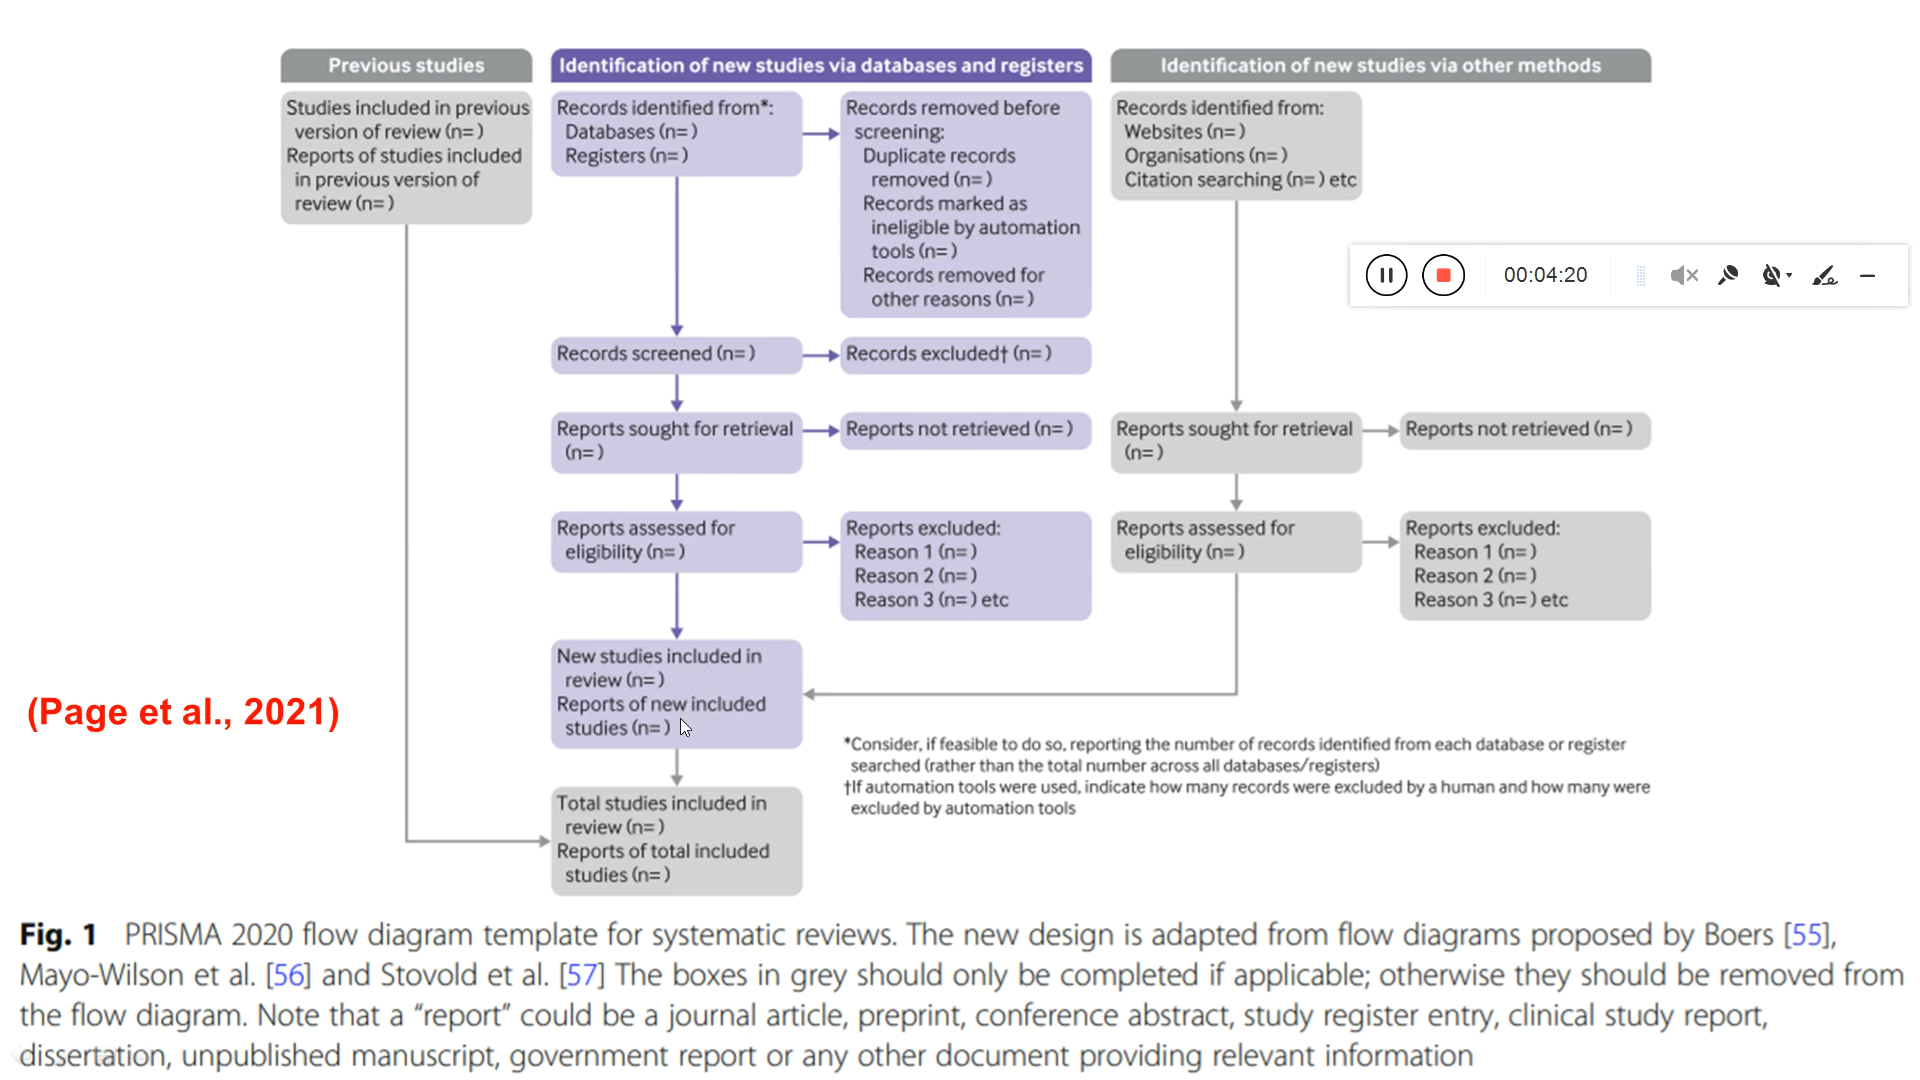 Previous studies
Studies included in previous
version of review (n= )
Reports of studies included
in previous version of
review (n= )
Identification of new studies via databases and registers
Records identified from*:
Databases (n= )
Registers (n= )
Records removed before
screening:
Duplicate records
removed (n= )
Records marked as
ineligible by automation
tools (n= )
Records removed for
other reasons (n= )
Records screened (n= )
Records excluded† (n= )
Reports sought for retrieval
(n= )
Reports not retrieved (n= )
Reports assessed for
eligibility (n= )
Reports excluded:
Reason 1 (n= )
Reason 2 (n= )
Reason 3 (n= ) etc
New studies included in
review (n= )
Reports of new included
studies (n= )
Total studies included in
review (n= )
Reports of total included
studies (n= )
Identification of new studies via other methods
Records identified from:
Websites (n= )
Organisations (n= )
Citation searching (n= ) etc
00:04:20
Reports sought for retrieval
(n= )
Reports not retrieved (n= )
Reports assessed for
eligibility (n= )
Reports excluded:
Reason 1 (n= )
Reason 2 (n= )
Reason 3 (n= ) etc
(Page et al., 2021)
*Consider, if feasible to do so, reporting the number of records identified from each database or register
searched (rather than the total number across all databases/registers)
†If automation tools were used, indicate how many records were excluded by a human and how many were
excluded by automation tools
Fig. 1 PRISMA 2020 flow diagram template for systematic reviews. The new design is adapted from flow diagrams proposed by Boers [55],
Mayo-Wilson et al. [56] and Stovold et al. [57] The boxes in grey should only be completed if applicable; otherwise they should be removed from
the flow diagram. Note that a “report” could be a journal article, preprint, conference abstract, study register entry, clinical study report,
dissertation, unpublished manuscript, government report or any other document providing relevant information